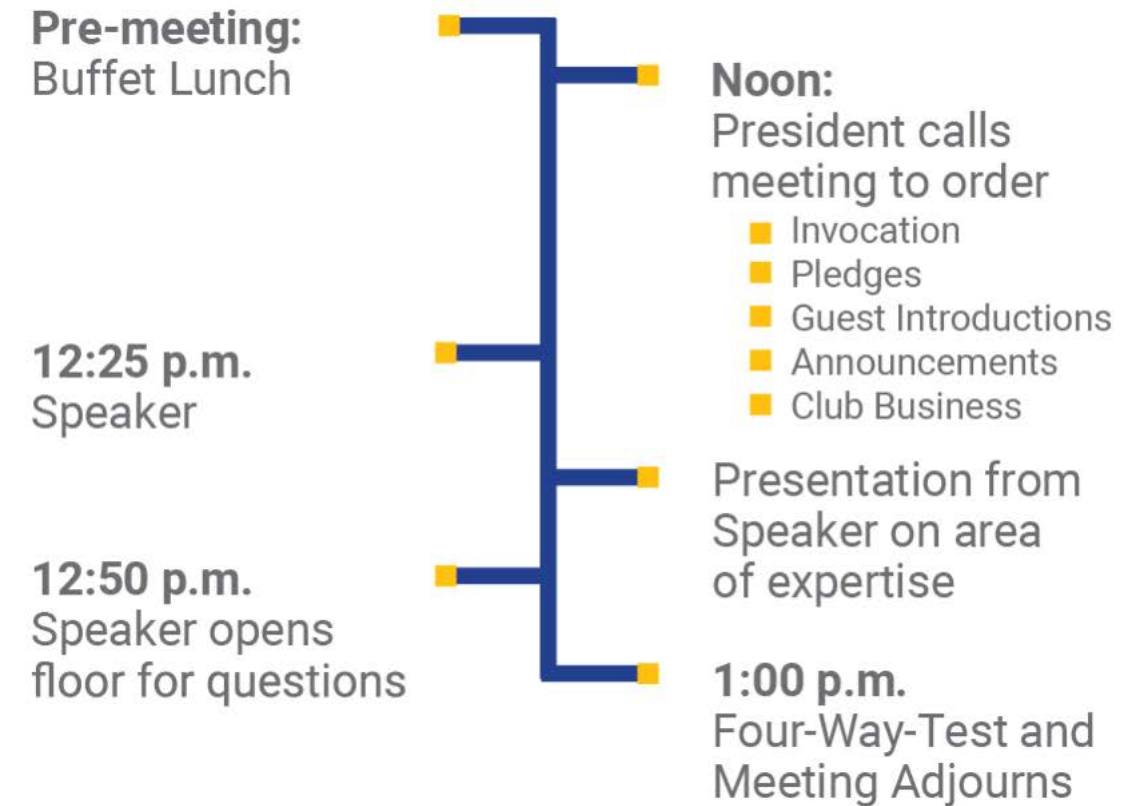 Pre-meeting:
Buffet Lunch
Noon:
President calls
meeting to order
Invocation
Pledges
Guest Introductions
Announcements
Club Business
12:25 p.m.
Speaker
Presentation from
Speaker on area
of expertise
12:50 p.m.
Speaker opens
floor for questions
1:00 p.m.
Four-Way-Test and
Meeting Adjourns